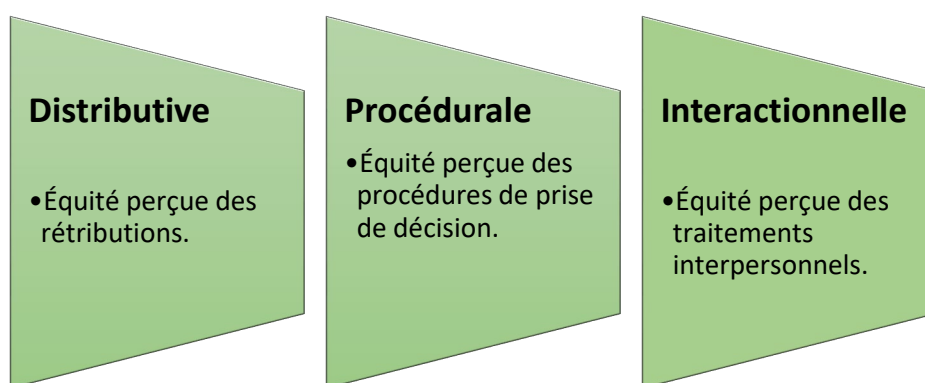 Distributive
•Équité perçue des
rétributions.
Procédurale
•Équité perçue des
procédures de prise
de décision.
Interactionnelle
•Équité perçue des
traitements
interpersonnels.